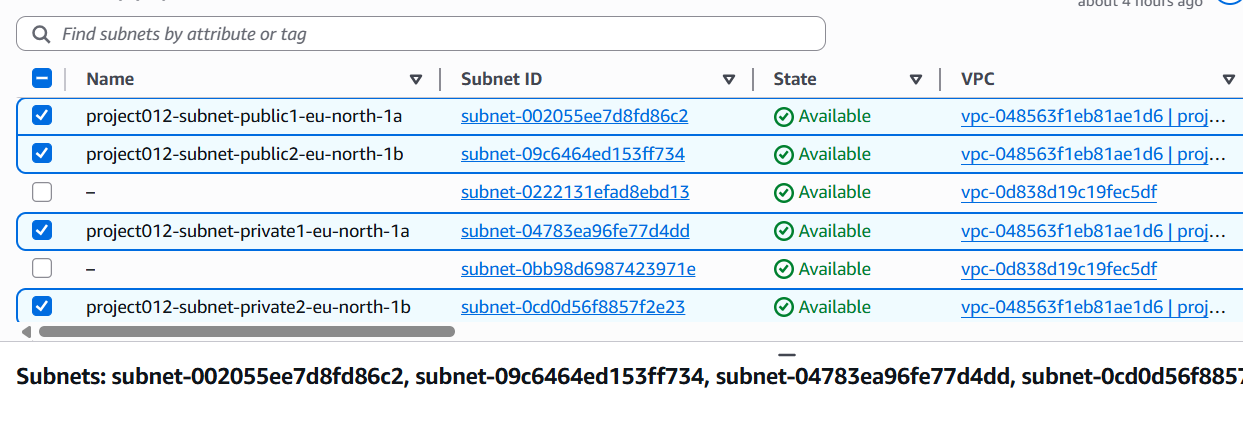 about 4 hours ago
Find subnets by attribute or tag
Name Subnet ID State VPC
project012-subnet-public1-eu-north-1a subnet-002055ee7d8fd86c2 Available vpc-048563f1eb81ae1d6 | proj...
project012-subnet-public2-eu-north-1b subnet-09c6464ed153ff734 Available vpc-048563f1eb81ae1d6 | proj...
– subnet-0222131efad8ebd13 Available vpc-0d838d19c19fec5df
project012-subnet-private1-eu-north-1a subnet-04783ea96fe77d4dd Available vpc-048563f1eb81ae1d6 | proj...
– subnet-0bb98d6987423971e Available vpc-0d838d19c19fec5df
project012-subnet-private2-eu-north-1b subnet-0cd0d56f8857f2e23 Available vpc-048563f1eb81ae1d6 | proj...
Subnets: subnet-002055ee7d8fd86c2, subnet-09c6464ed153ff734, subnet-04783ea96fe77d4dd, subnet-0cd0d56f8857